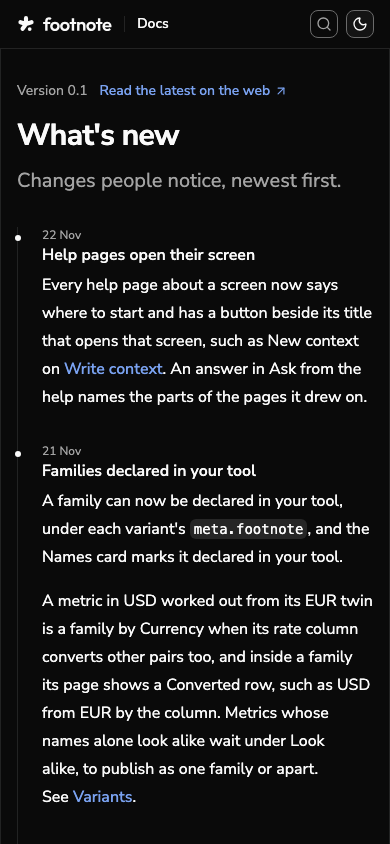 footnote Docs
Version 0.1 Read the latest on the web ↗
What's new
Changes people notice, newest first.
22 Nov
Help pages open their screen
Every help page about a screen now says
where to start and has a button beside its title
that opens that screen, such as New context
on Write context. An answer in Ask from the
help names the parts of the pages it drew on.
21 Nov
Families declared in your tool
A family can now be declared in your tool,
under each variant's meta.footnote, and the
Names card marks it declared in your tool.
A metric in USD worked out from its EUR twin
is a family by Currency when its rate column
converts other pairs too, and inside a family
its page shows a Converted row, such as USD
from EUR by the column. Metrics whose
names alone look alike wait under Look
alike, to publish as one family or apart.
See Variants.